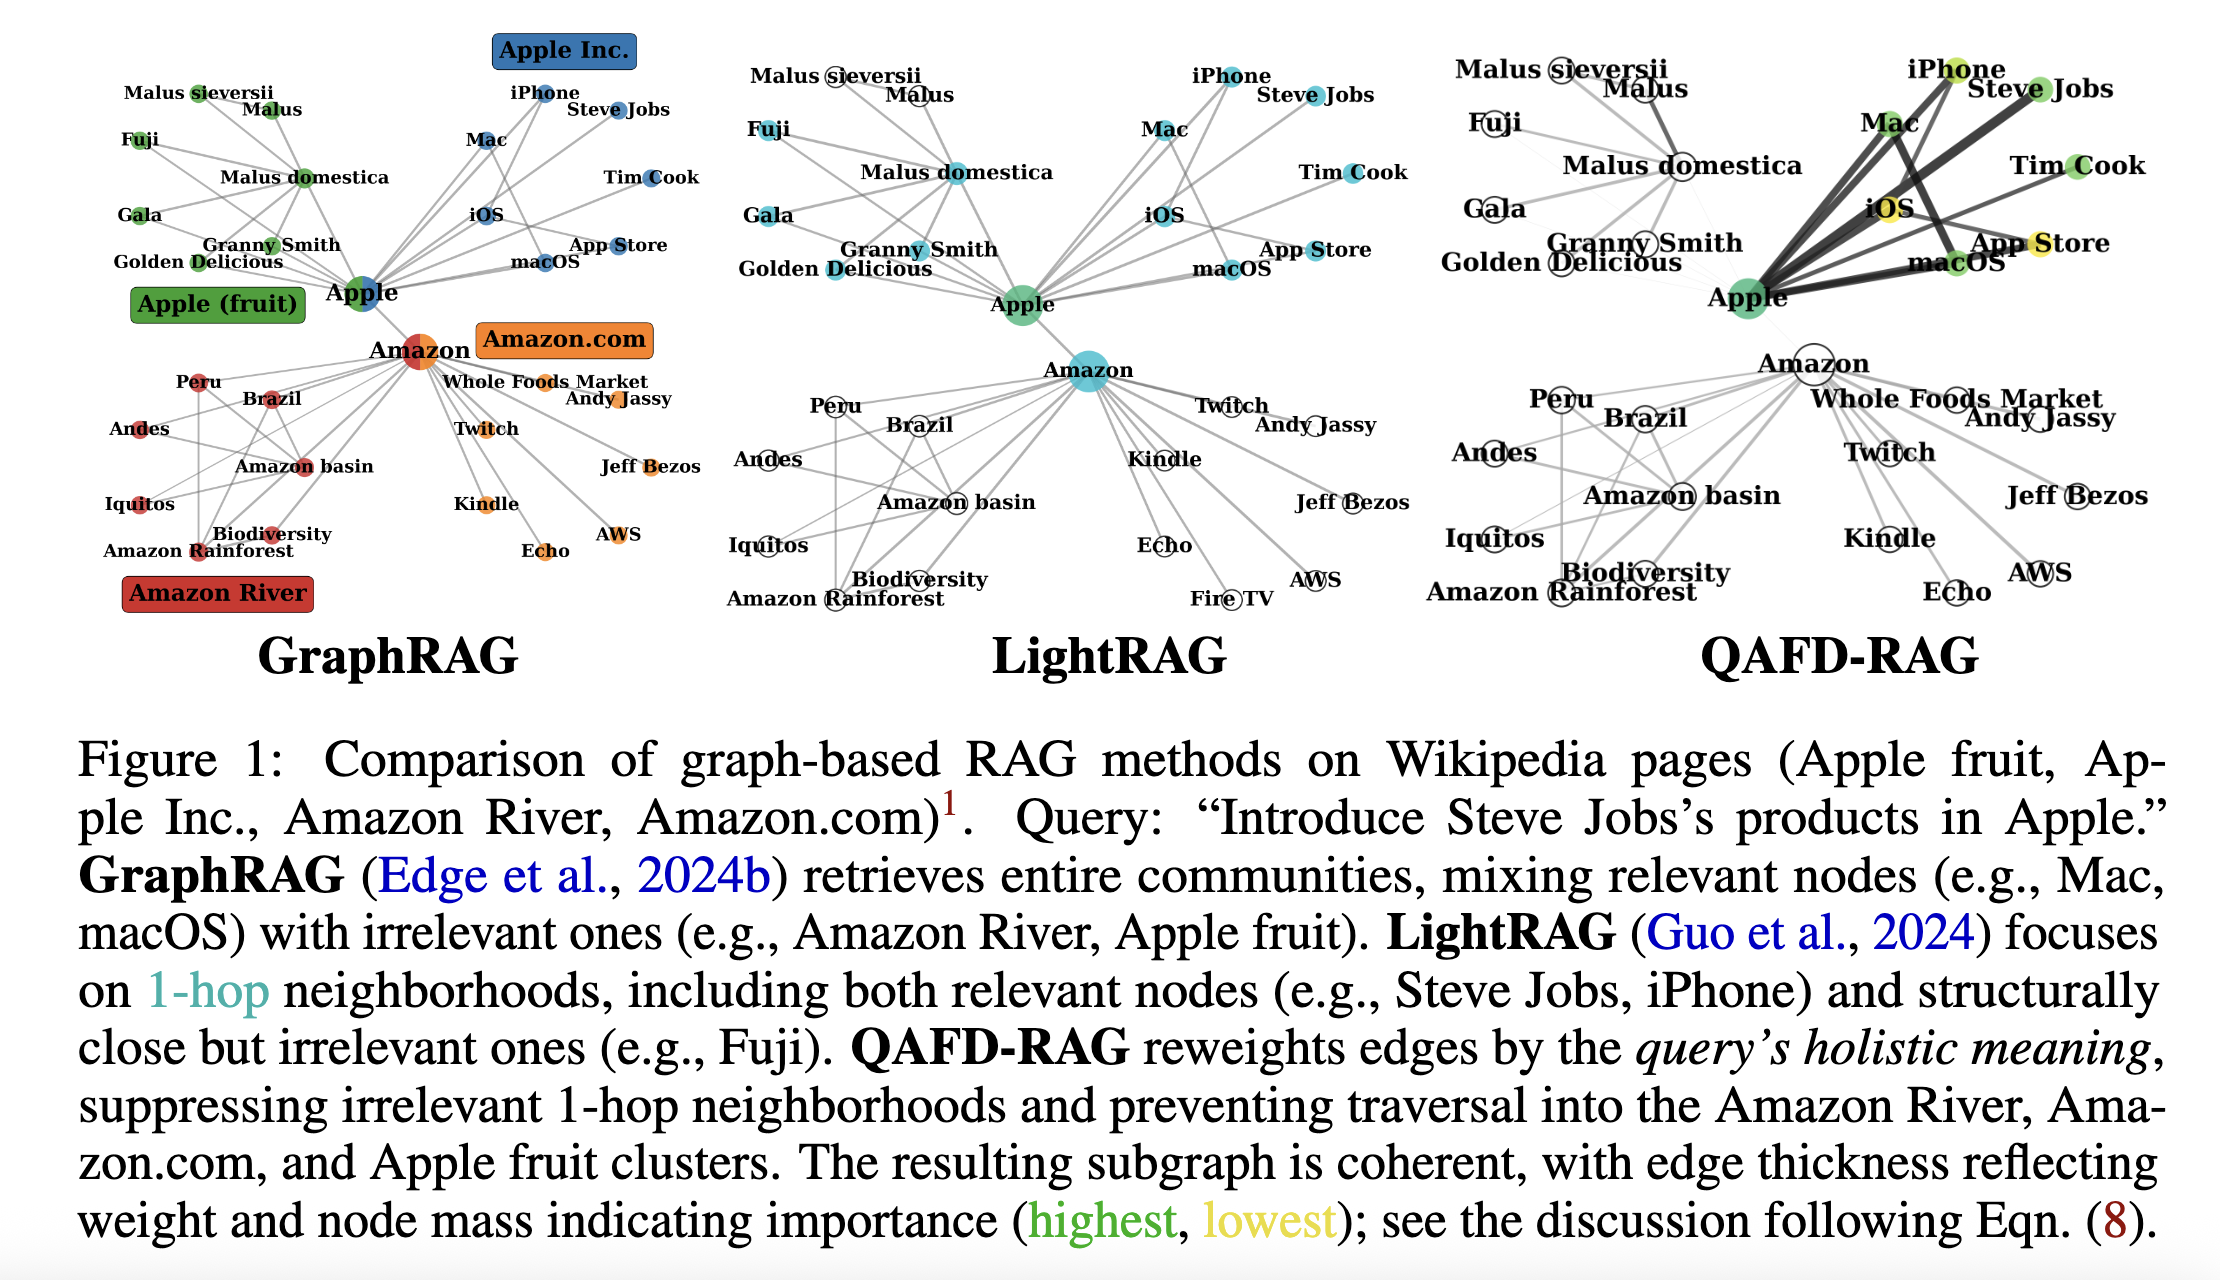 Apple Inc.
Malus sieversii
Malus
iPhone
Steve Jobs
Fuji
Mac
Malus domestica
Tim Cook
Gala
iOS
Granny Smith
App Store
Golden Delicious
macOS
Apple (fruit)
Apple
Amazon.com
Amazon
Peru
Whole Foods Market
Brazil
Andy Jassy
Andes
Twitch
Amazon basin
Jeff Bezos
Iquitos
Kindle
Biodiversity
AWS
Amazon Rainforest
Echo
Amazon River
GraphRAG
Malus sieversii
Malus
iPhone
Steve Jobs
Fuji
Mac
Malus domestica
Tim Cook
Gala
iOS
Granny Smith
App Store
Golden Delicious
macOS
Apple
Amazon
Peru
Twitch
Brazil
Andy Jassy
Andes
Kindle
Amazon basin
Jeff Bezos
Iquitos
Echo
Biodiversity
AWS
Amazon Rainforest
Fire TV
LightRAG
Malus sieversii
Malus
iPhone
Steve Jobs
Fuji
Mac
Malus domestica
Tim Cook
Gala
iOS
Granny Smith
App Store
Golden Delicious
macOS
Apple
Amazon
Peru
Whole Foods Market
Brazil
Andy Jassy
Andes
Twitch
Amazon basin
Jeff Bezos
Iquitos
Kindle
Biodiversity
AWS
Amazon Rainforest
Echo
QAFD-RAG
Figure 1: Comparison of graph-based RAG methods on Wikipedia pages (Apple fruit, Ap-
ple Inc., Amazon River, Amazon.com)1. Query: “Introduce Steve Jobs’s products in Apple.”
GraphRAG (Edge et al., 2024b) retrieves entire communities, mixing relevant nodes (e.g., Mac,
macOS) with irrelevant ones (e.g., Amazon River, Apple fruit). LightRAG (Guo et al., 2024) focuses
on 1-hop neighborhoods, including both relevant nodes (e.g., Steve Jobs, iPhone) and structurally
close but irrelevant ones (e.g., Fuji). QAFD-RAG reweights edges by the query’s holistic meaning,
suppressing irrelevant 1-hop neighborhoods and preventing traversal into the Amazon River, Ama-
zon.com, and Apple fruit clusters. The resulting subgraph is coherent, with edge thickness reflecting
weight and node mass indicating importance (highest, lowest); see the discussion following Eqn. (8).